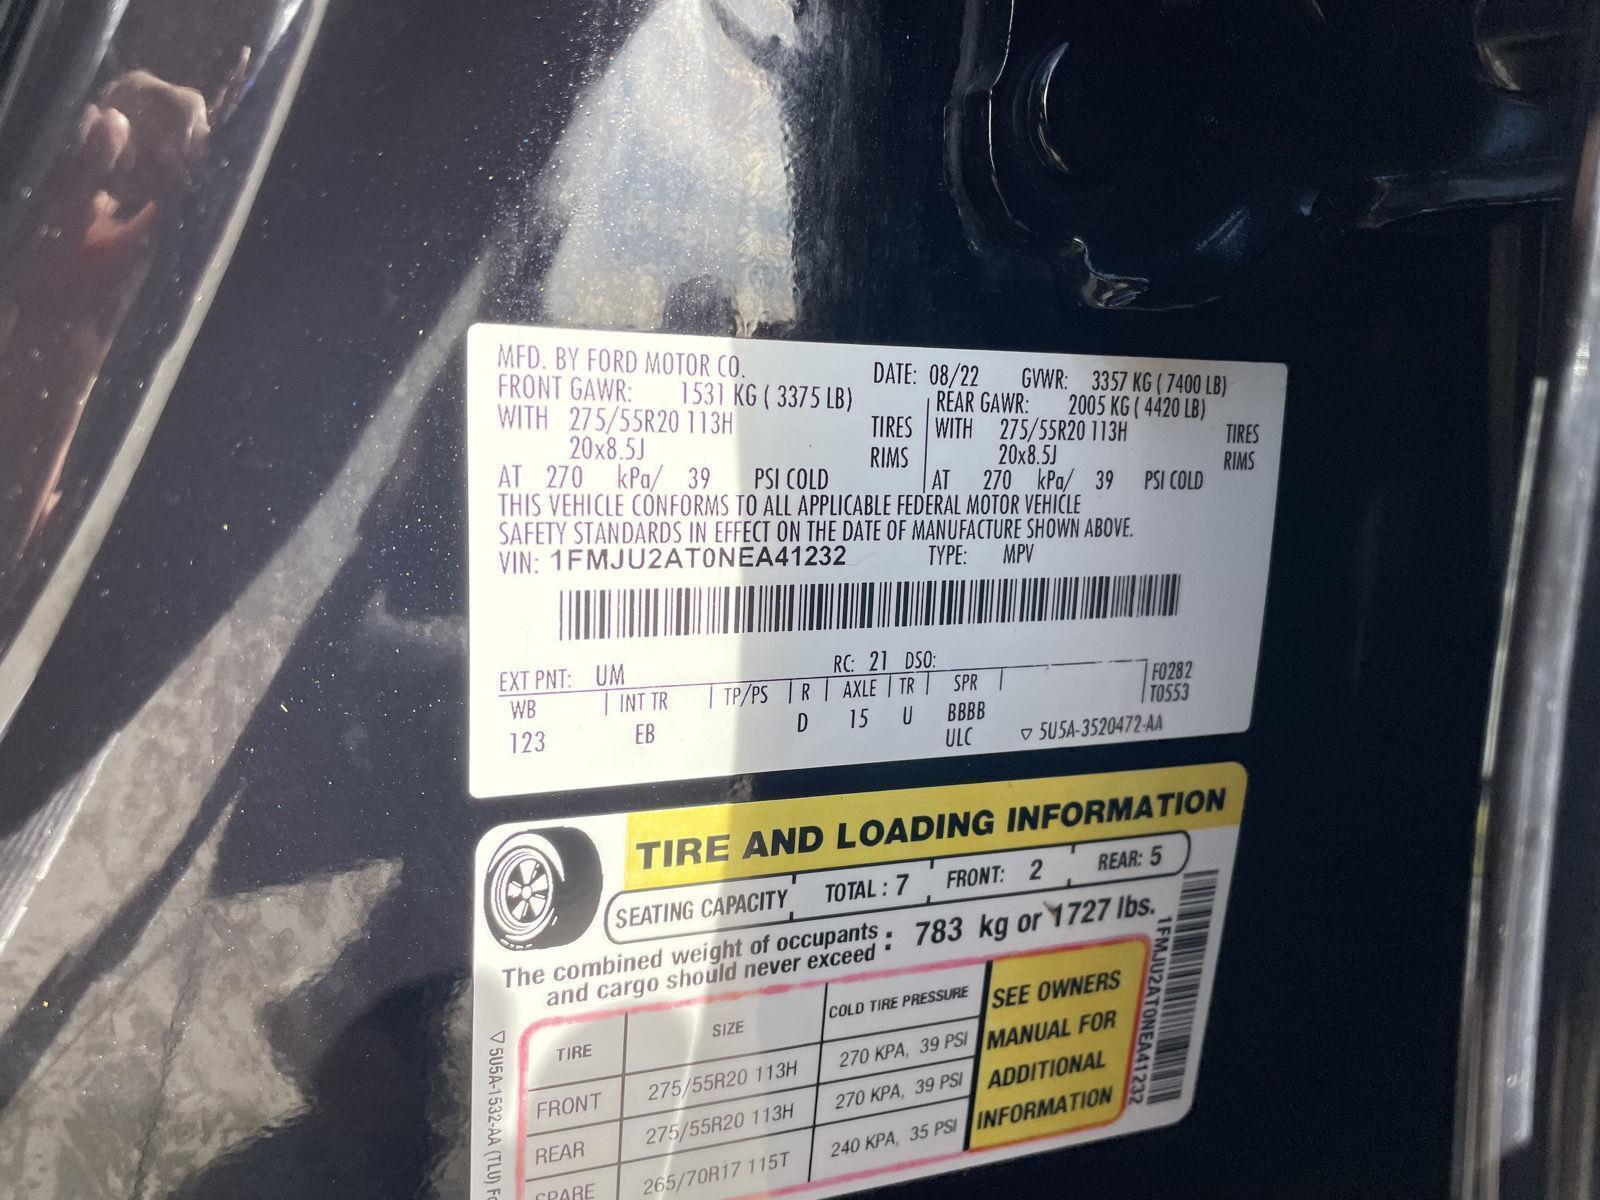 MFD. BY FORD MOTOR CO. DATE: 08/22 GVWR: 3357 KG ( 7400 LB)
FRONT GAWR: 1531 KG ( 3375 LB) REAR GAWR: 2005 KG ( 4420 LB)
WITH 275/55R20 113H TIRES WITH 275/55R20 113H TIRES
20x8.5J RIMS 20x8.5J RIMS
AT 270 kPa/ 39 PSI COLD AT 270 kPa/ 39 PSI COLD
THIS VEHICLE CONFORMS TO ALL APPLICABLE FEDERAL MOTOR VEHICLE
SAFETY STANDARDS IN EFFECT ON THE DATE OF MANUFACTURE SHOWN ABOVE.
VIN: 1FMJU2AT0NEA41232 TYPE: MPV
EXT PNT: UM RC: 21 DSO: F0282
WB INT TR TP/PS R AXLE TR SPR T0553
123 EB D 15 U BBBB
ULC ▽ 5U5A-3520472-AA
TIRE AND LOADING INFORMATION
SEATING CAPACITY TOTAL : 7 FRONT: 2 REAR: 5
The combined weight of occupants
and cargo should never exceed : 783 kg or 1727 lbs.
TIRE SIZE COLD TIRE PRESSURE
FRONT 275/55R20 113H 270 KPA, 39 PSI
REAR 275/55R20 113H 270 KPA, 39 PSI
SPARE 265/70R17 115T 240 KPA, 35 PSI
SEE OWNERS
MANUAL FOR
ADDITIONAL
INFORMATION
1FMJU2AT0NEA41232
▽ 5U5A-1532-AA (TLU)